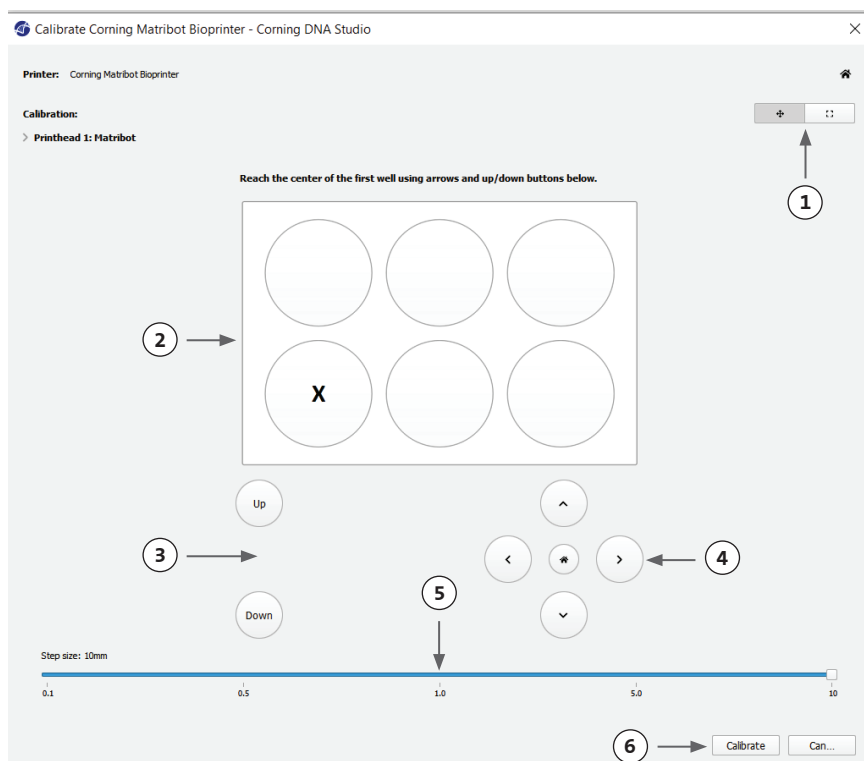 Calibrate Corning Matribot Bioprinter - Corning DNA Studio
Printer: Corning Matribot Bioprinter
Calibration:
Printhead 1: Matribot
1
Reach the center of the first well using arrows and up/down buttons below.
2
X
Up
3
4
5
Down
Step size: 10mm
0.1 0.5 1.0 5.0 10
6 Calibrate Can...